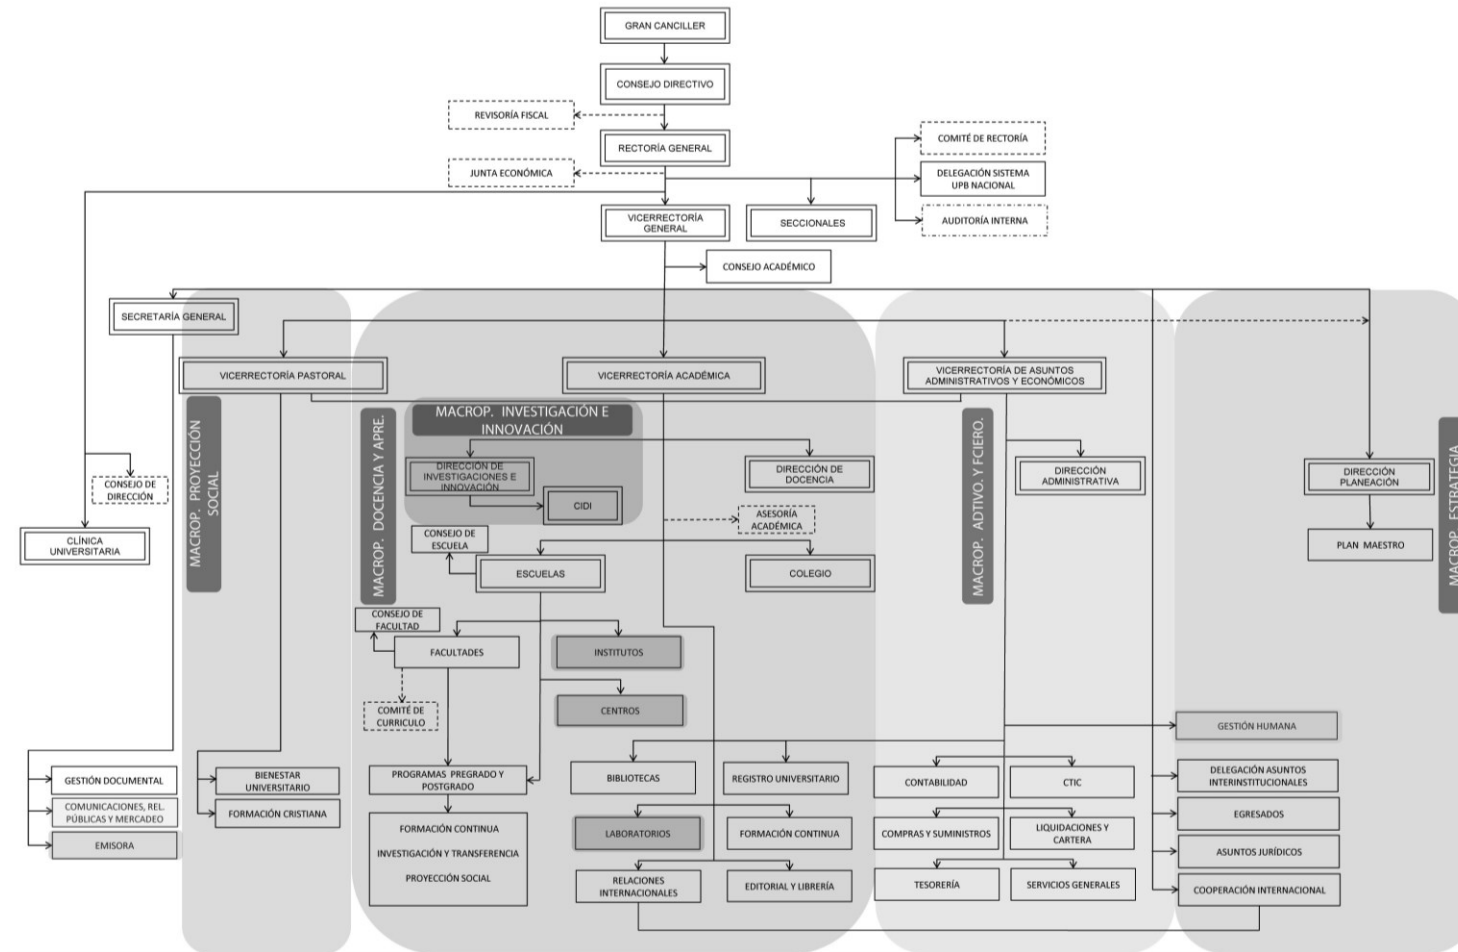 GRAN CANCILLER
CONSEJO DIRECTIVO
REVISORÍA FISCAL
RECTORÍA GENERAL
COMITÉ DE RECTORÍA
JUNTA ECONÓMICA
DELEGACIÓN SISTEMA
UPB NACIONAL
VICERRECTORÍA
GENERAL
SECCIONALES
AUDITORÍA INTERNA
CONSEJO ACADÉMICO
SECRETARÍA GENERAL
VICERRECTORÍA PASTORAL
VICERRECTORÍA ACADÉMICA
VICERRECTORÍA DE ASUNTOS
ADMINISTRATIVOS Y ECONÓMICOS
MACROP. PROYECCIÓN
SOCIAL
MACROP. DOCENCIA Y APRE.
MACROP. INVESTIGACIÓN E
INNOVACIÓN
MACROP. ADTIVO. Y FCIERO.
MACROP. ESTRATEGIA
CONSEJO DE
DIRECCIÓN
DIRECCIÓN DE
INVESTIGACIONES E
INNOVACIÓN
DIRECCIÓN DE
DOCENCIA
DIRECCIÓN
ADMINISTRATIVA
DIRECCIÓN
PLANEACIÓN
CIDI
ASESORÍA
ACADÉMICA
CLÍNICA
UNIVERSITARIA
CONSEJO DE
ESCUELA
PLAN MAESTRO
ESCUELAS
COLEGIO
CONSEJO DE
FACULTAD
FACULTADES
INSTITUTOS
COMITÉ DE
CURRICULO
CENTROS
GESTIÓN HUMANA
GESTIÓN DOCUMENTAL
BIENESTAR
UNIVERSITARIO
PROGRAMAS PREGRADO Y
POSTGRADO
BIBLIOTECAS
REGISTRO UNIVERSITARIO
CONTABILIDAD
CTIC
DELEGACIÓN ASUNTOS
INTERINSTITUCIONALES
COMUNICACIONES, REL.
PÚBLICAS Y MERCADEO
FORMACIÓN CRISTIANA
EGRESADOS
FORMACIÓN CONTINUA
INVESTIGACIÓN Y TRANSFERENCIA
PROYECCIÓN SOCIAL
LABORATORIOS
FORMACIÓN CONTINUA
COMPRAS Y SUMINISTROS
LIQUIDACIONES Y
CARTERA
EMISORA
ASUNTOS JURÍDICOS
RELACIONES
INTERNACIONALES
EDITORIAL Y LIBRERÍA
TESORERÍA
SERVICIOS GENERALES
COOPERACIÓN INTERNACIONAL